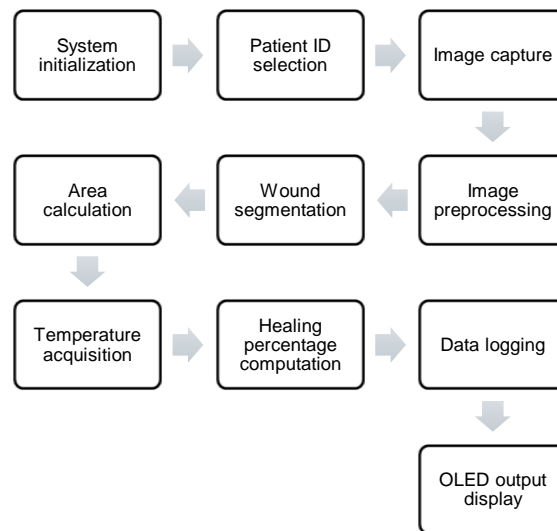 System
initialization
Patient ID
selection
Image capture
Image
preprocessing
Wound
segmentation
Area
calculation
Temperature
acquisition
Healing
percentage
computation
Data logging
OLED output
display